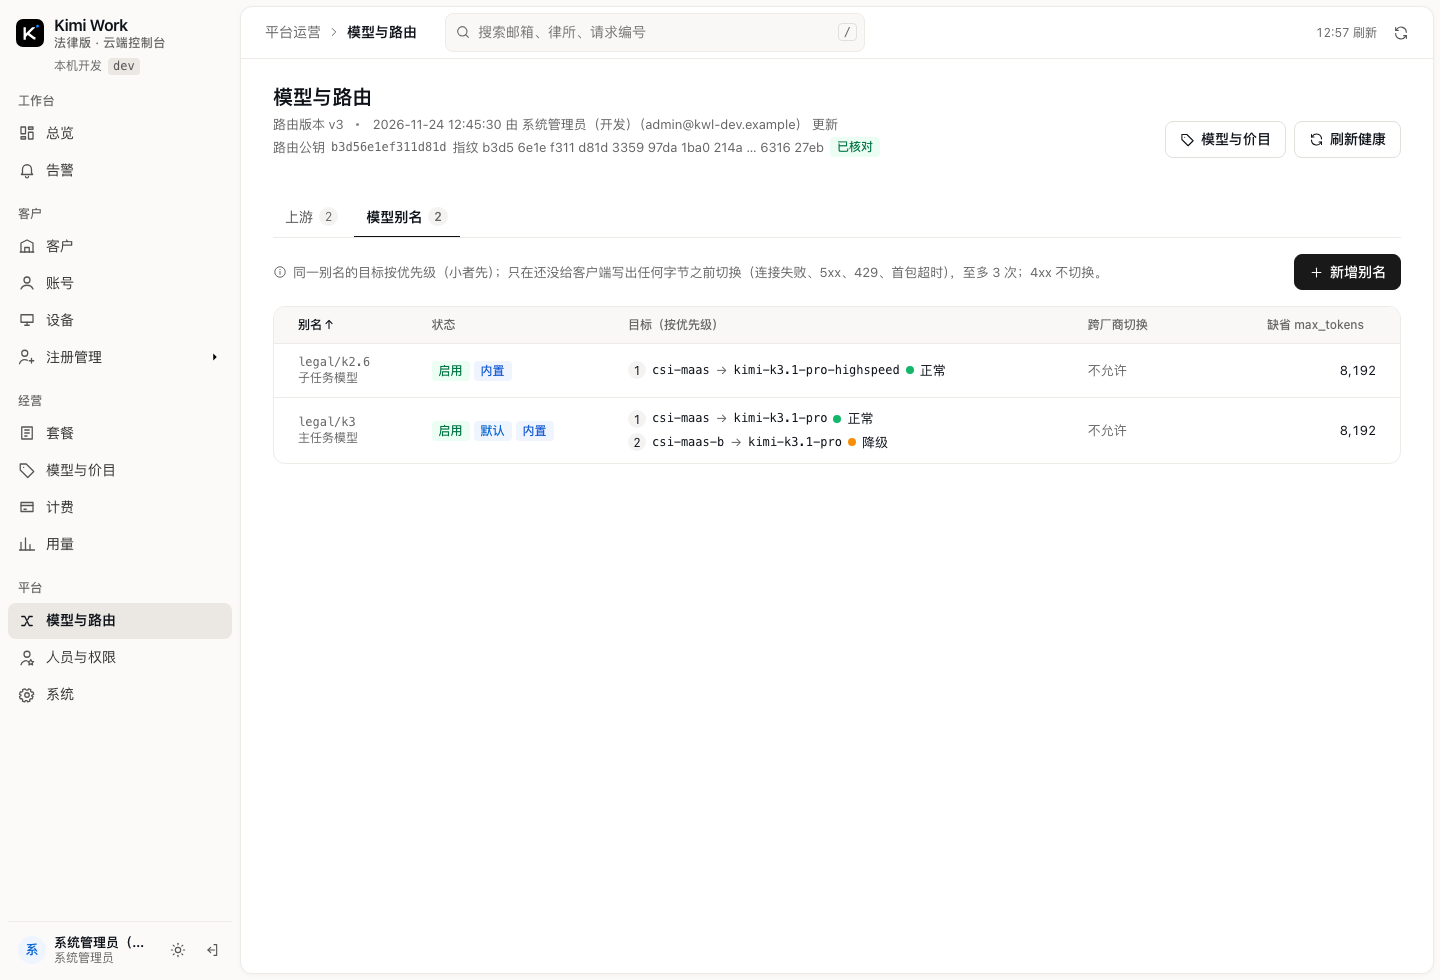 Kimi Work
法律版 · 云端控制台
本机开发 dev
工作台
总览
告警
客户
客户
账号
设备
注册管理
经营
套餐
模型与价目
计费
用量
平台
模型与路由
人员与权限
系统
系 系统管理员（...
系统管理员
平台运营 > 模型与路由
搜索邮箱、律所、请求编号 /
12:57 刷新
模型与路由
路由版本 v3 • 2026-11-24 12:45:30 由 系统管理员（开发）(admin@kwl-dev.example) 更新
路由公钥 b3d56e1ef311d81d 指纹 b3d5 6e1e f311 d81d 3359 97da 1ba0 214a ... 6316 27eb 已核对
模型与价目 刷新健康
上游 2 模型别名 2
同一别名的目标按优先级（小者先）；只在还没给客户端写出任何字节之前切换（连接失败、5xx、429、首包超时），至多 3 次；4xx 不切换。
+ 新增别名
别名↑ 状态 目标（按优先级） 跨厂商切换 缺省 max_tokens
legal/k2.6
子任务模型
启用 内置 1 csi-maas → kimi-k3.1-pro-highspeed 正常 不允许 8,192
legal/k3
主任务模型
启用 默认 内置 1 csi-maas → kimi-k3.1-pro 正常 不允许 8,192
2 csi-maas-b → kimi-k3.1-pro 降级